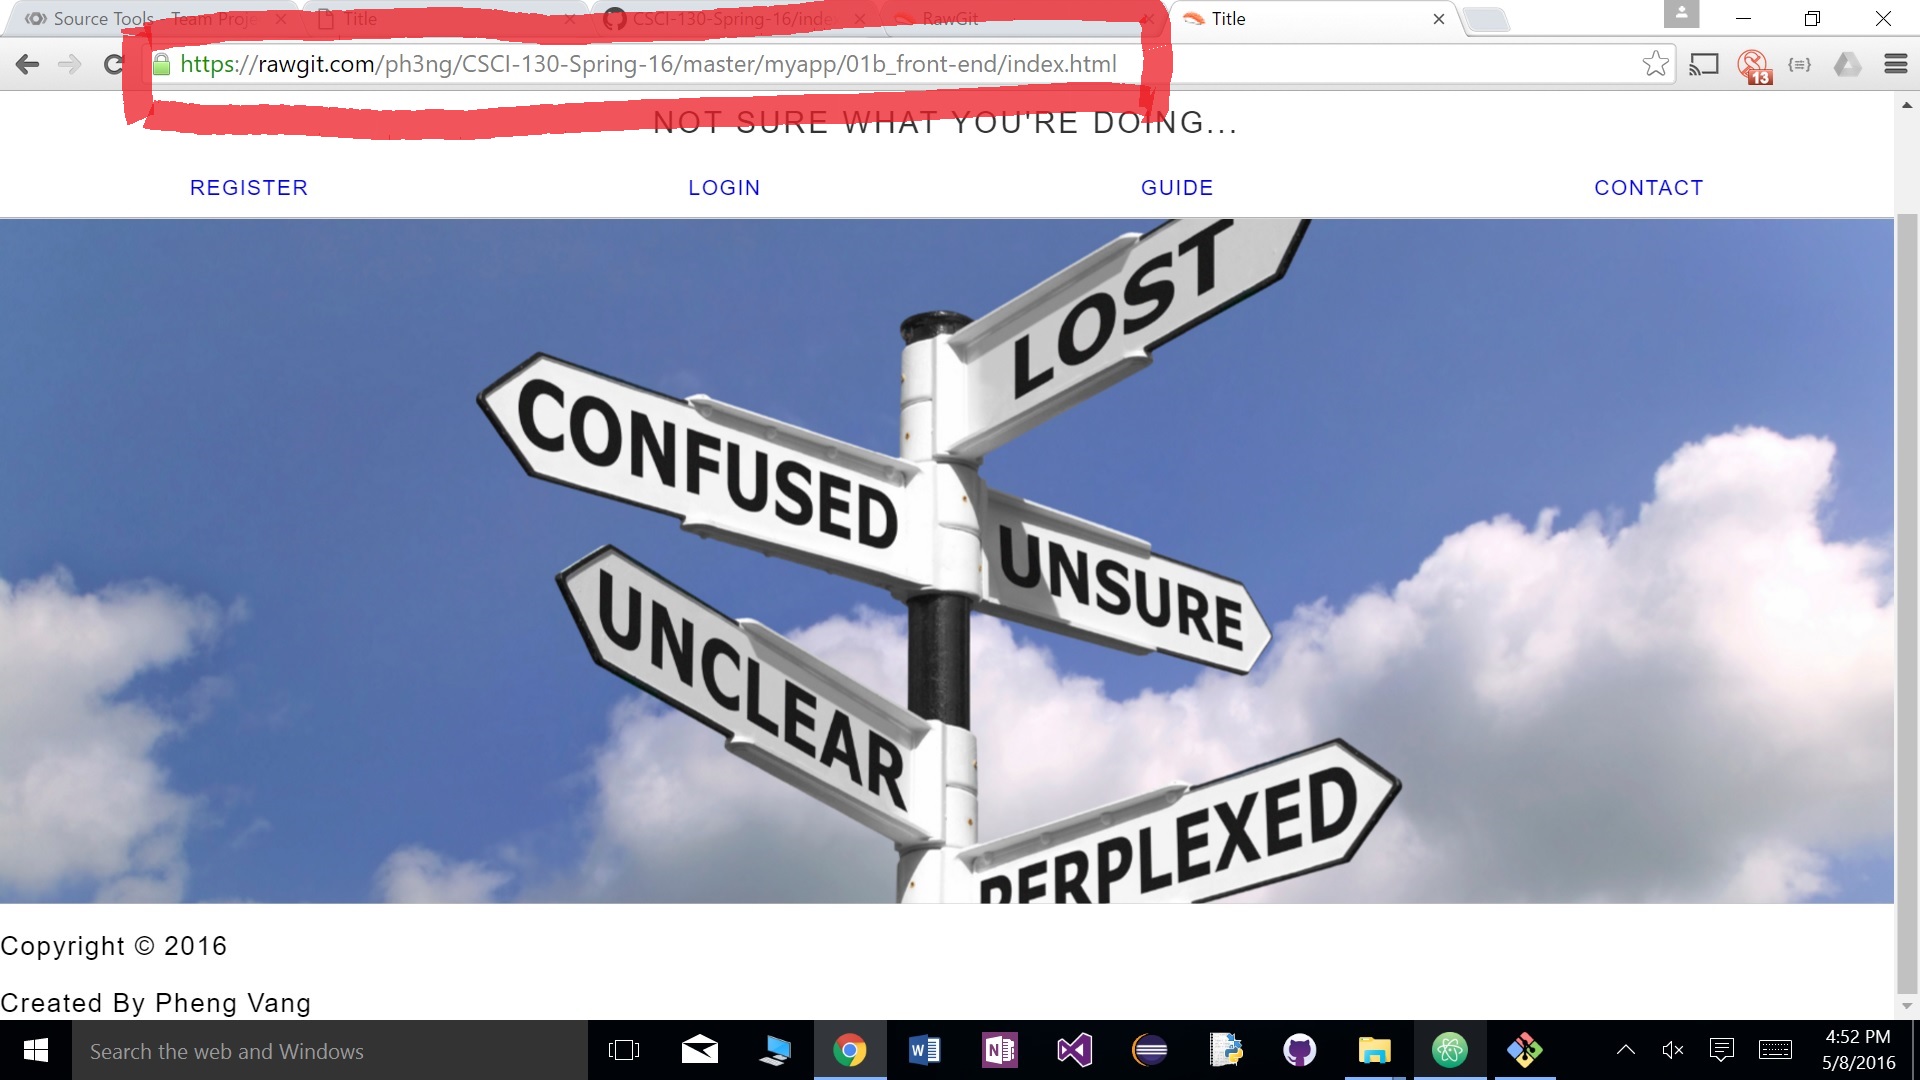 Source Tools - Team Proje
Title
CSCI-130-Spring-16/inde
RawGit
Title
https://rawgit.com/ph3ng/CSCI-130-Spring-16/master/myapp/01b_front-end/index.html
13
NOT SURE WHAT YOU'RE DOING...
REGISTER LOGIN GUIDE CONTACT
LOST
CONFUSED
UNSURE
UNCLEAR
PERPLEXED
Copyright © 2016
Created By Pheng Vang
Search the web and Windows
4:52 PM
5/8/2016